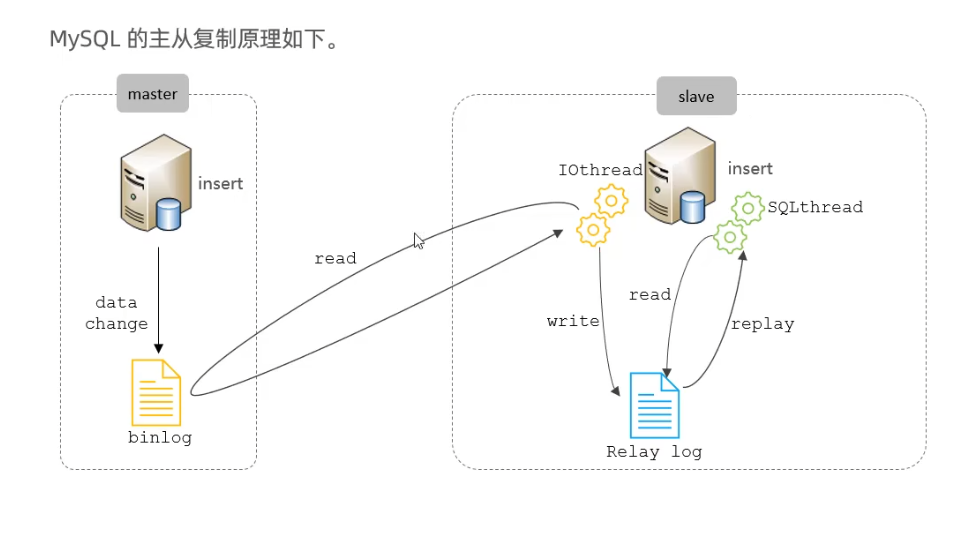 MySQL 的主从复制原理如下。
master
slave
insert
IOthread
insert
SQLthread
read
data
change
write
read
replay
binlog
Relay log